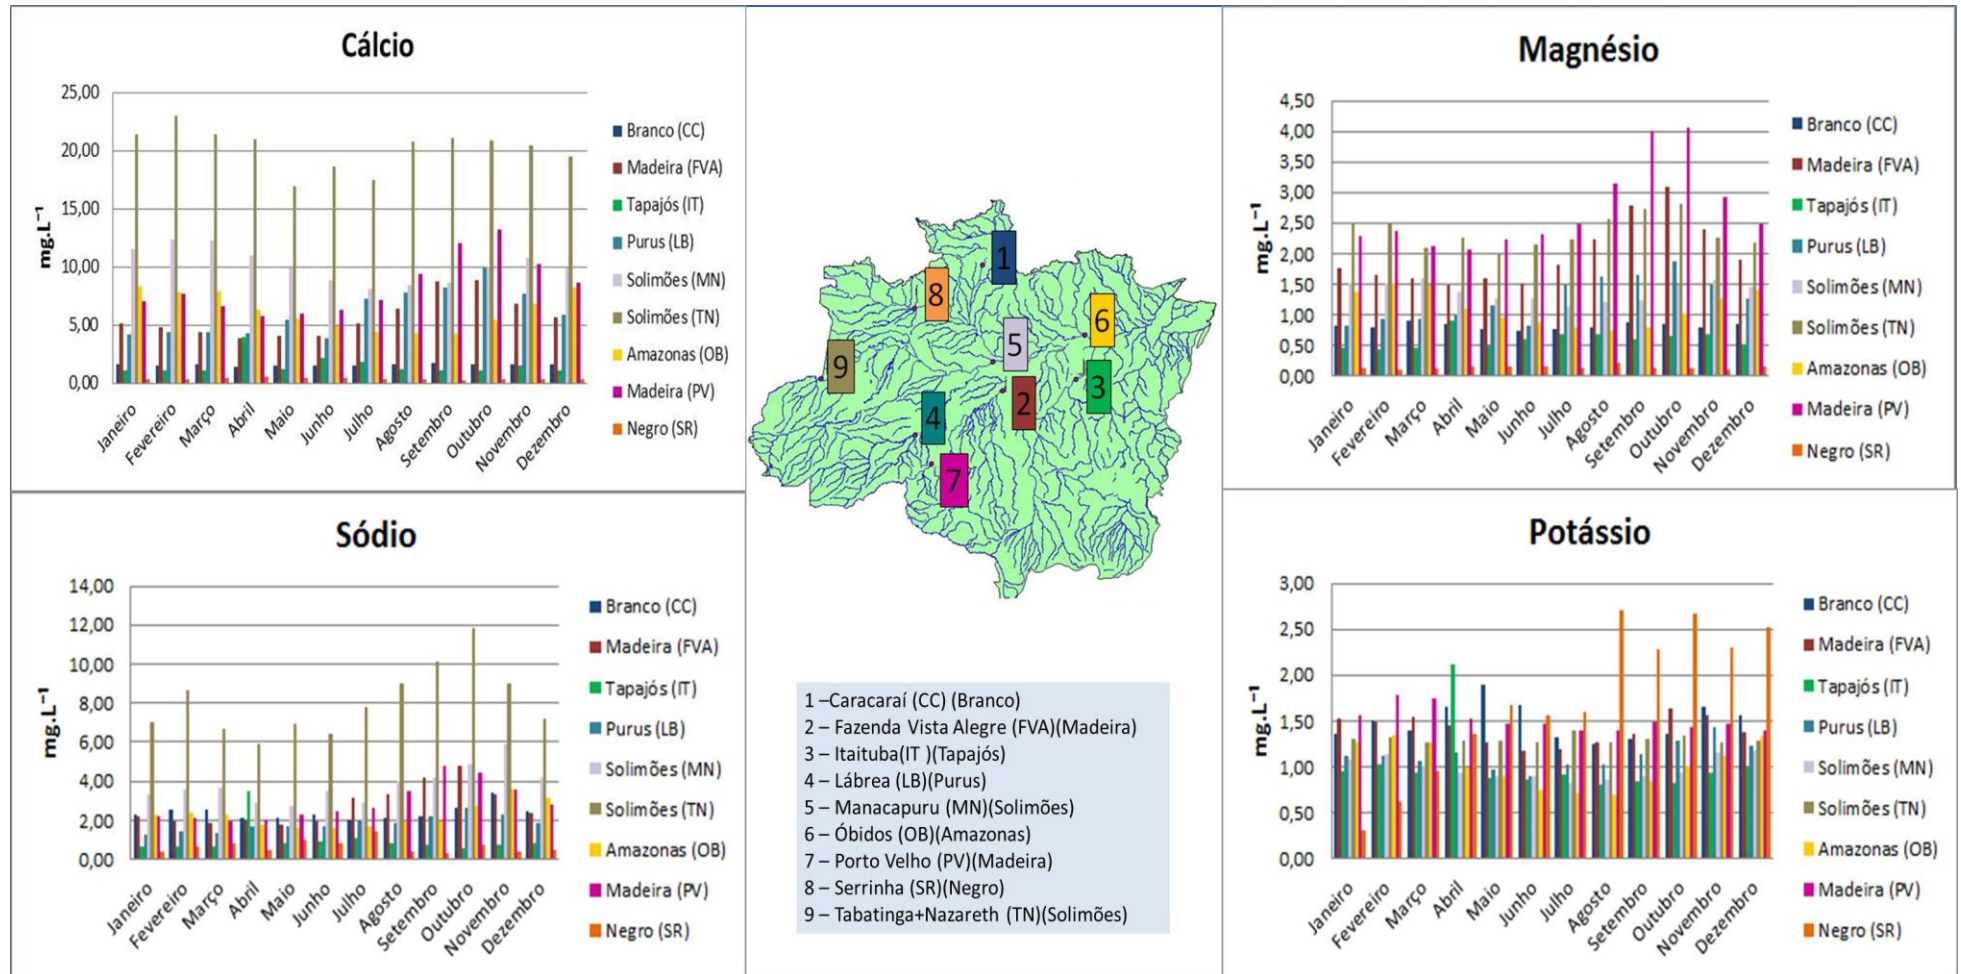 Cálcio
mg.L⁻¹
25,00
20,00
15,00
10,00
5,00
0,00
Janeiro
Fevereiro
Março
Abril
Maio
Junho
Julho
Agosto
Setembro
Outubro
Novembro
Dezembro
Branco (CC)
Madeira (FVA)
Tapajós (IT)
Purus (LB)
Solimões (MN)
Solimões (TN)
Amazonas (OB)
Madeira (PV)
Negro (SR)
1
8
6
5
9
3
2
4
7
Magnésio
mg.L⁻¹
4,50
4,00
3,50
3,00
2,50
2,00
1,50
1,00
0,50
0,00
Janeiro
Fevereiro
Março
Abril
Maio
Junho
Julho
Agosto
Setembro
Outubro
Novembro
Dezembro
Branco (CC)
Madeira (FVA)
Tapajós (IT)
Purus (LB)
Solimões (MN)
Solimões (TN)
Amazonas (OB)
Madeira (PV)
Negro (SR)
Sódio
mg.L⁻¹
14,00
12,00
10,00
8,00
6,00
4,00
2,00
0,00
Janeiro
Fevereiro
Março
Abril
Maio
Junho
Julho
Agosto
Setembro
Outubro
Novembro
Dezembro
Branco (CC)
Madeira (FVA)
Tapajós (IT)
Purus (LB)
Solimões (MN)
Solimões (TN)
Amazonas (OB)
Madeira (PV)
Negro (SR)
1 –Caracaraí (CC) (Branco)
2 – Fazenda Vista Alegre (FVA)(Madeira)
3 – Itaituba(IT )(Tapajós)
4 – Lábrea (LB)(Purus)
5 – Manacapuru (MN)(Solimões)
6 – Óbidos (OB)(Amazonas)
7 – Porto Velho (PV)(Madeira)
8 – Serrinha (SR)(Negro)
9 – Tabatinga+Nazareth (TN)(Solimões)
Potássio
mg.L⁻¹
3,00
2,50
2,00
1,50
1,00
0,50
0,00
Janeiro
Fevereiro
Março
Abril
Maio
Junho
Julho
Agosto
Setembro
Outubro
Novembro
Dezembro
Branco (CC)
Madeira (FVA)
Tapajós (IT)
Purus (LB)
Solimões (MN)
Solimões (TN)
Amazonas (OB)
Madeira (PV)
Negro (SR)